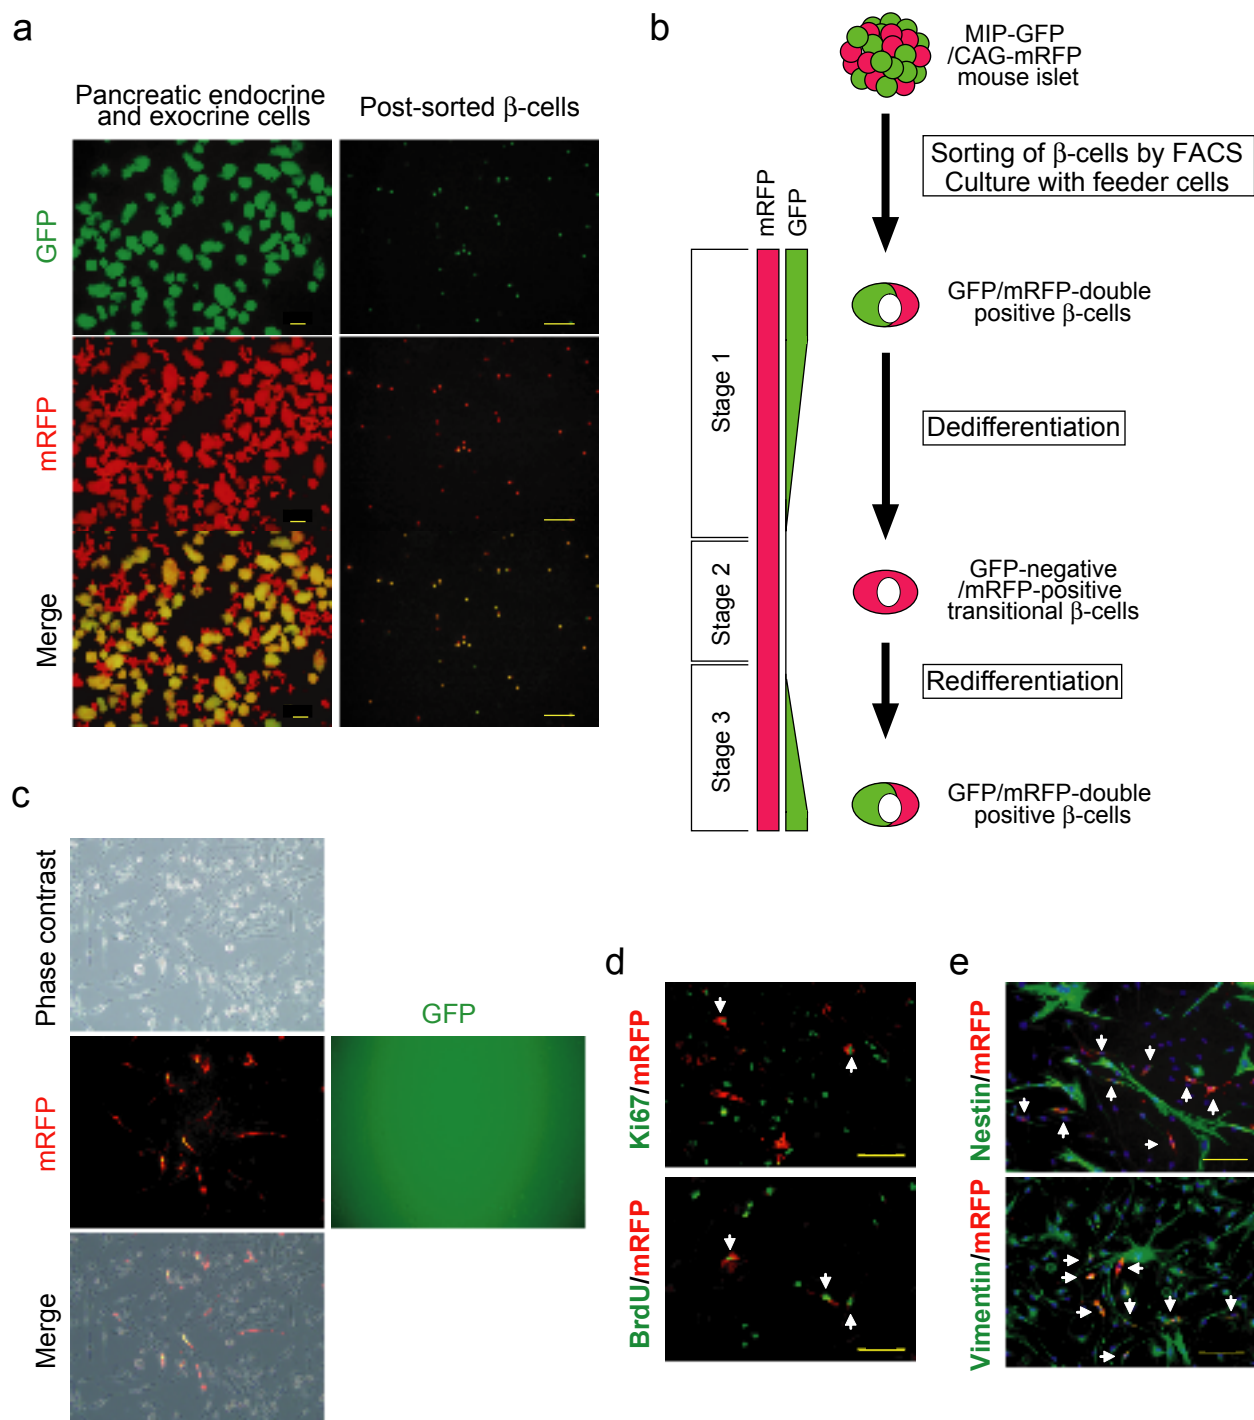 a
Pancreatic endocrine
and exocrine cells
Post-sorted β-cells
GFP
mRFP
Merge
b
MIP-GFP
/CAG-mRFP
mouse islet
Sorting of β-cells by FACS
Culture with feeder cells
mRFP
GFP
Stage 1
Stage 2
Stage 3
GFP/mRFP-double
positive β-cells
Dedifferentiation
GFP-negative
/mRFP-positive
transitional β-cells
Redifferentiation
GFP/mRFP-double
positive β-cells
c
Phase contrast
mRFP
Merge
GFP
d
Ki67/mRFP
BrdU/mRFP
e
Nestin/mRFP
Vimentin/mRFP